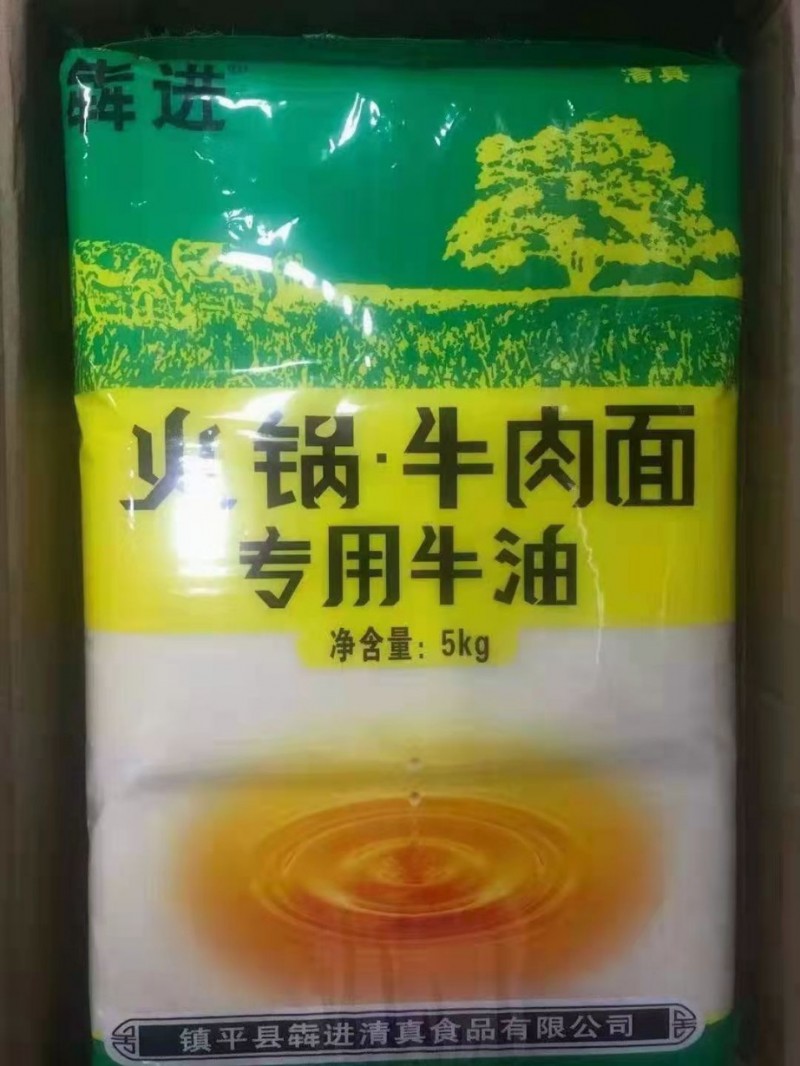 犇进
清真
火锅·牛肉面
专用牛油
净含量：5kg
镇平县犇进清真食品有限公司